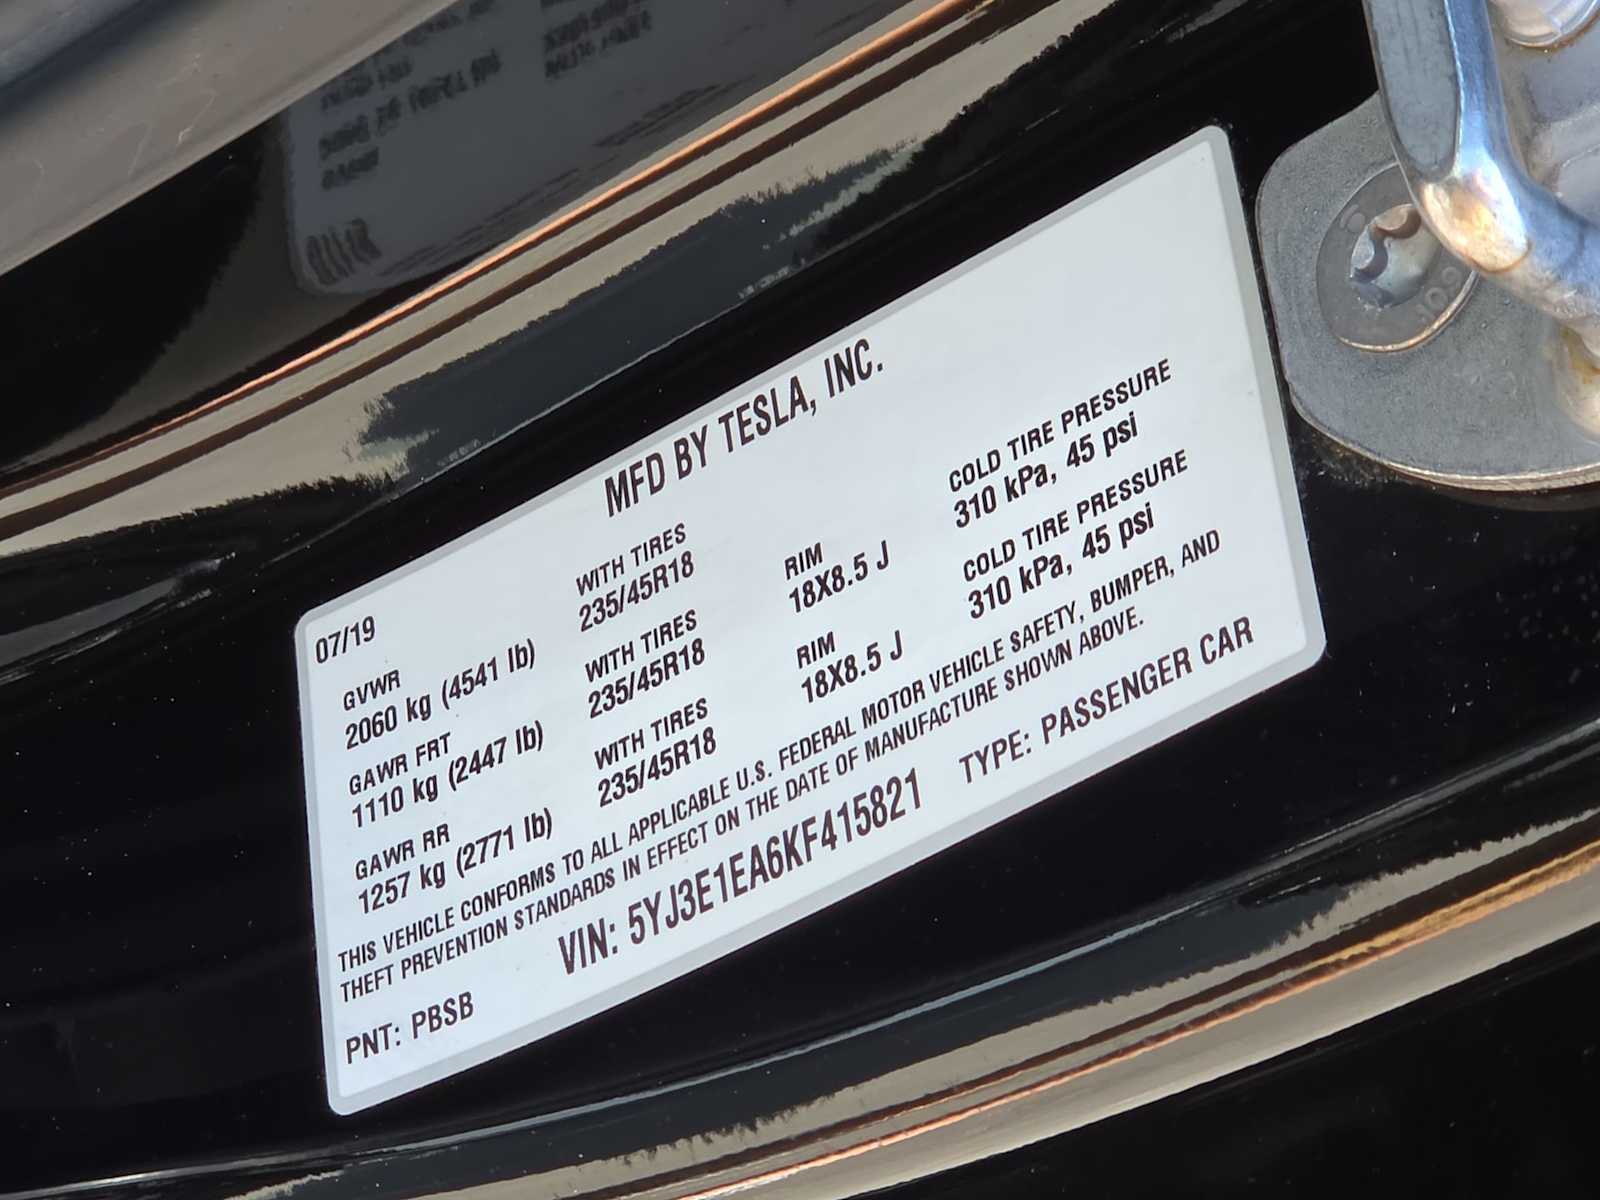 MFD BY TESLA, INC.
07/19
GVWR WITH TIRES
2060 kg (4541 lb) 235/45R18
GAWR FRT WITH TIRES RIM COLD TIRE PRESSURE
1110 kg (2447 lb) 235/45R18 18X8.5 J 310 kPa, 45 psi
GAWR RR WITH TIRES RIM COLD TIRE PRESSURE
1257 kg (2771 lb) 235/45R18 18X8.5 J 310 kPa, 45 psi
THIS VEHICLE CONFORMS TO ALL APPLICABLE U.S. FEDERAL MOTOR VEHICLE SAFETY, BUMPER, AND
THEFT PREVENTION STANDARDS IN EFFECT ON THE DATE OF MANUFACTURE SHOWN ABOVE.
VIN: 5YJ3E1EA6KF415821 TYPE: PASSENGER CAR
PNT: PBSB